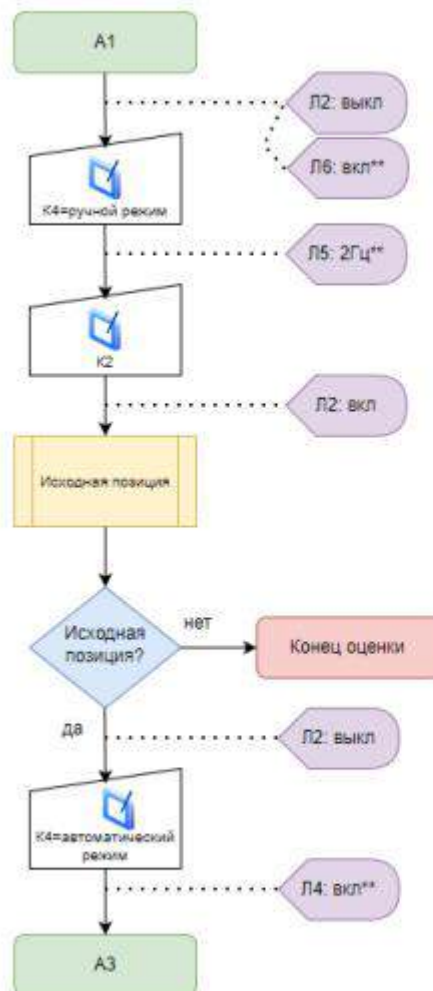 А1
Л2: выкл
Л6: вкл**
К4=ручной режим
Л5: 2Гц**
К2
Л2: вкл
Исходная позиция
Исходная
позиция?
нет
Конец оценки
да
Л2: выкл
К4=автоматический
режим
Л4: вкл**
А3